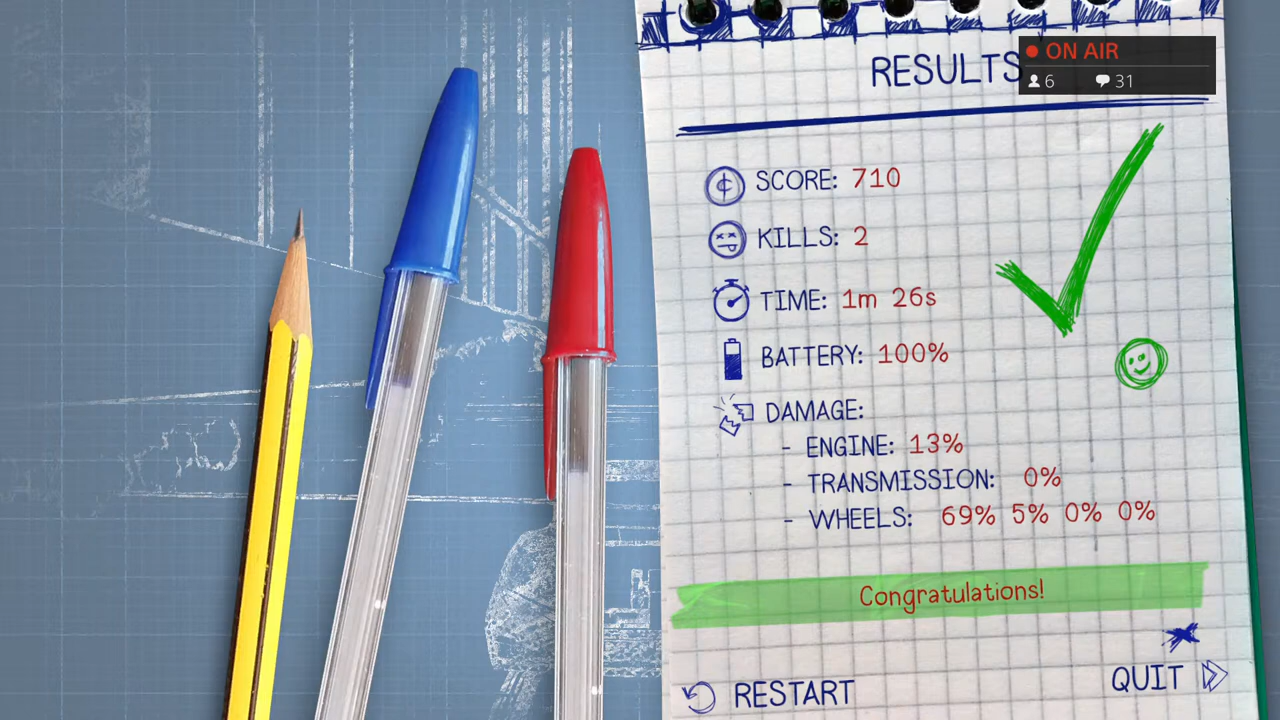 RESULTS
ON AIR
6 31
SCORE: 710
KILLS: 2
TIME: 1m 26s
BATTERY: 100%
DAMAGE:
- ENGINE: 13%
- TRANSMISSION: 0%
- WHEELS: 69% 5% 0% 0%
Congratulations!
QUIT
RESTART